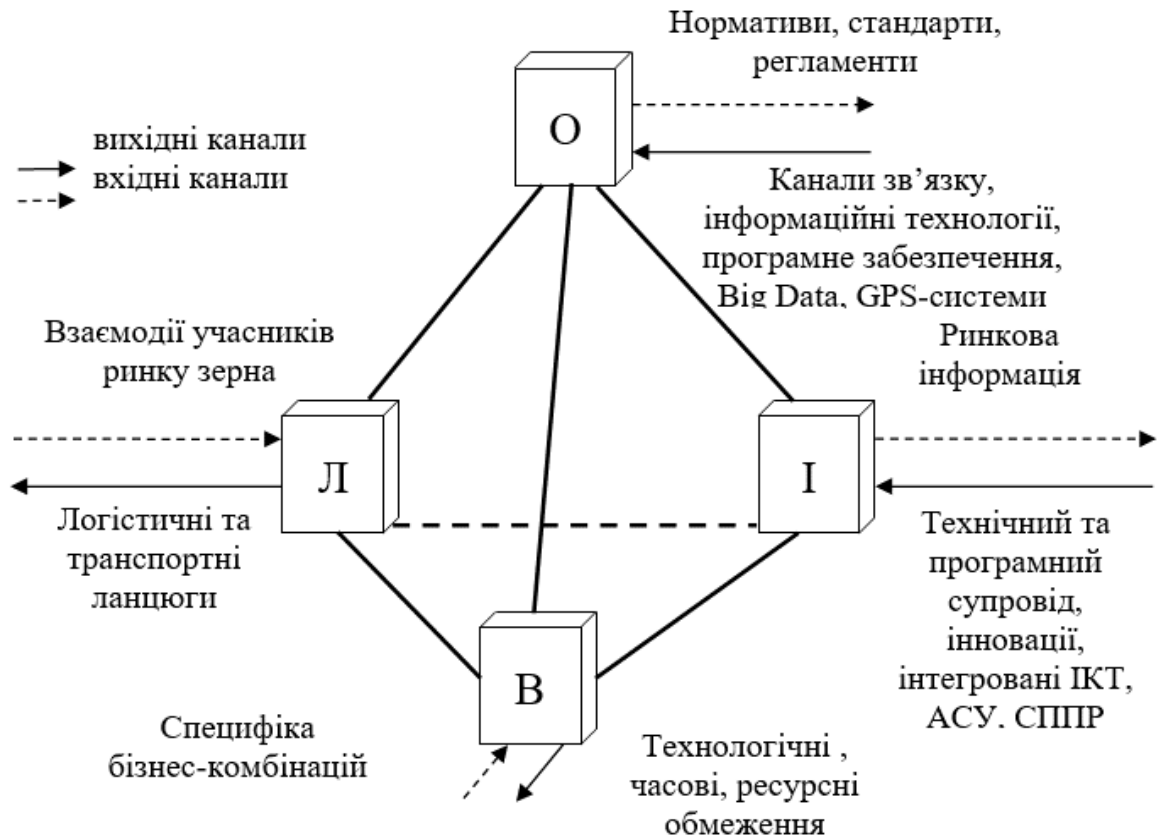 Нормативи, стандарти,
регламенти
О
вихідні канали
вхідні канали
Канали зв’язку,
інформаційні технології,
програмне забезпечення,
Big Data, GPS-системи
Взаємодії учасників
ринку зерна
Ринкова
інформація
Л
І
Логістичні та
транспортні
ланцюги
Технічний та
програмний
супровід,
інновації,
інтегровані ІКТ,
АСУ. СППР
В
Специфіка
бізнес-комбінацій
Технологічні ,
часові, ресурсні
обмеження